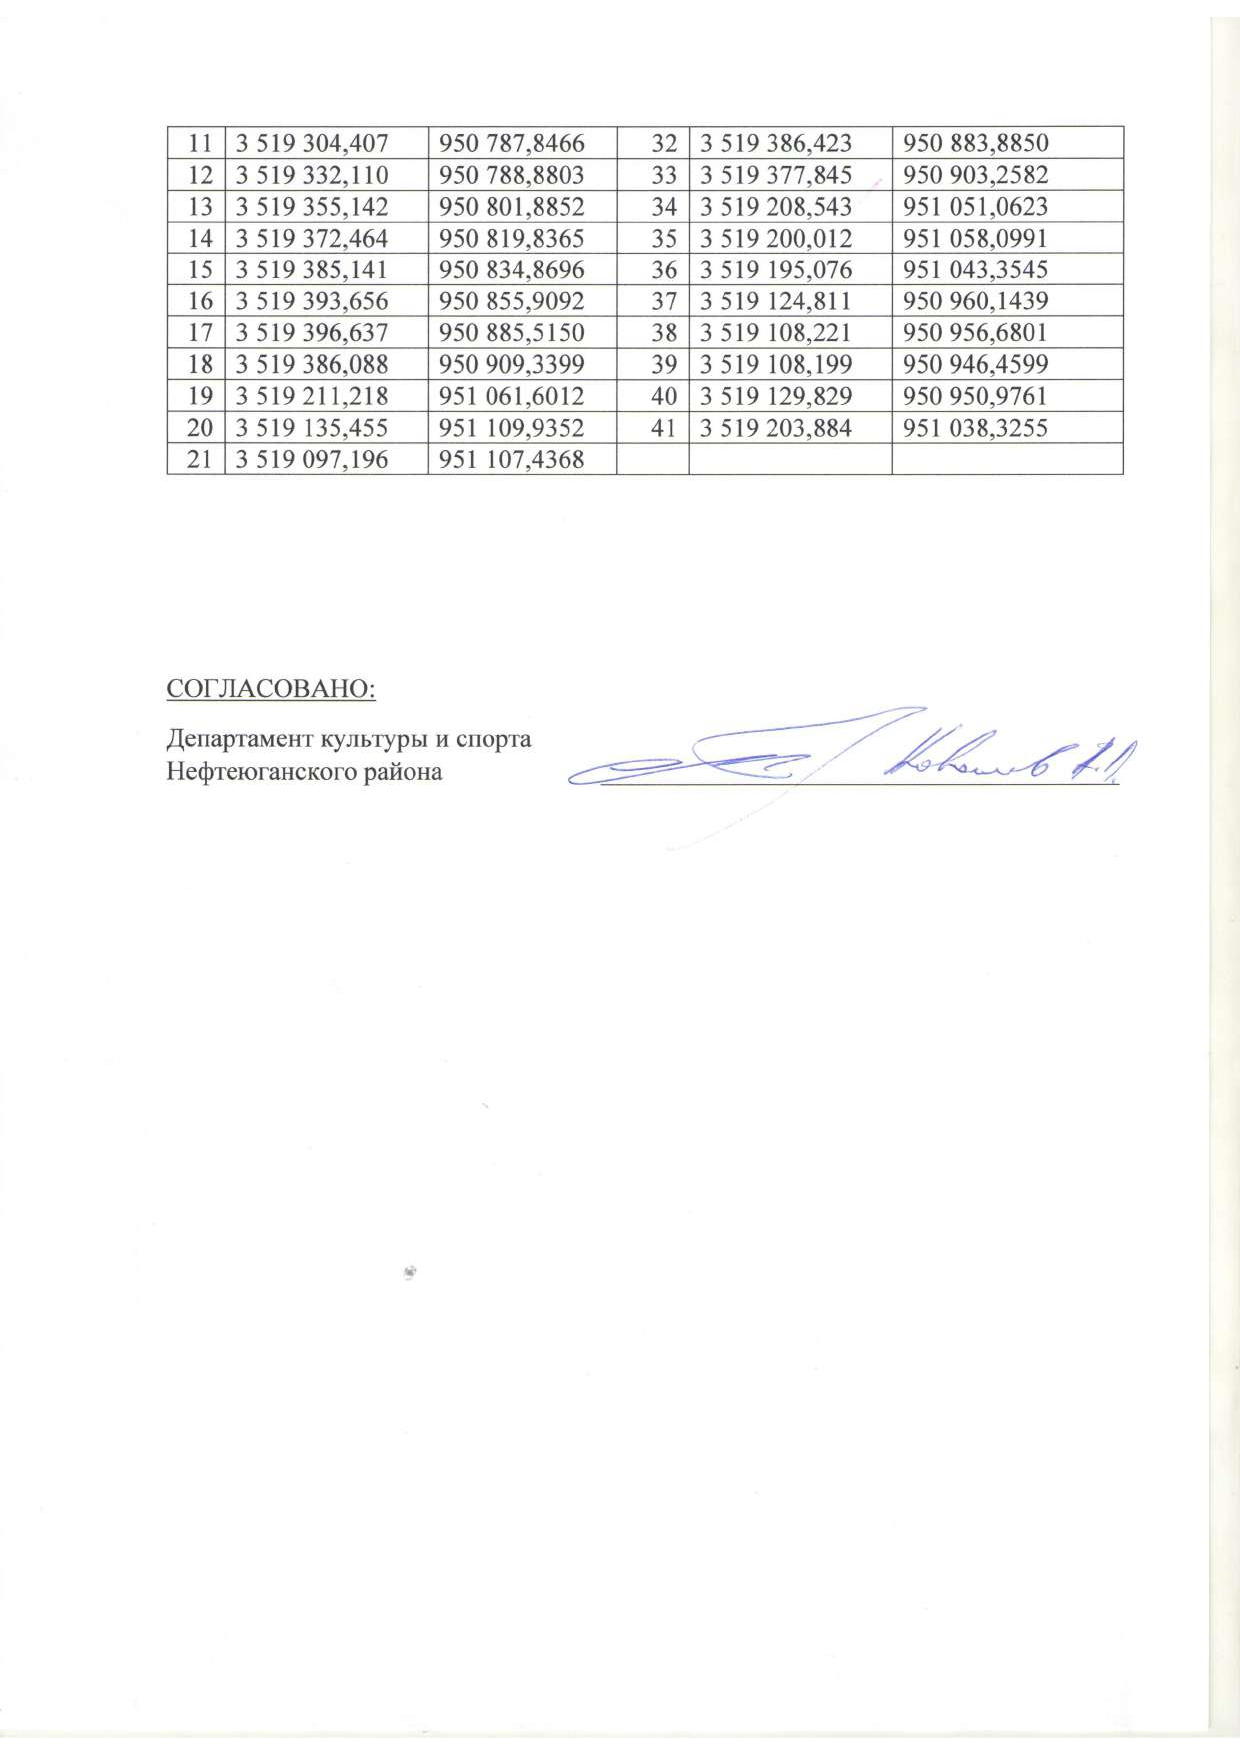 11 3 519 304,407 950 787,8466 32 3 519 386,423 950 883,8850
12 3 519 332,110 950 788,8803 33 3 519 377,845 950 903,2582
13 3 519 355,142 950 801,8852 34 3 519 208,543 951 051,0623
14 3 519 372,464 950 819,8365 35 3 519 200,012 951 058,0991
15 3 519 385,141 950 834,8696 36 3 519 195,076 951 043,3545
16 3 519 393,656 950 855,9092 37 3 519 124,811 950 960,1439
17 3 519 396,637 950 885,5150 38 3 519 108,221 950 956,6801
18 3 519 386,088 950 909,3399 39 3 519 108,199 950 946,4599
19 3 519 211,218 951 061,6012 40 3 519 129,829 950 950,9761
20 3 519 135,455 951 109,9352 41 3 519 203,884 951 038,3255
21 3 519 097,196 951 107,4368
СОГЛАСОВАНО:
Департамент культуры и спорта
Нефтеюганского района